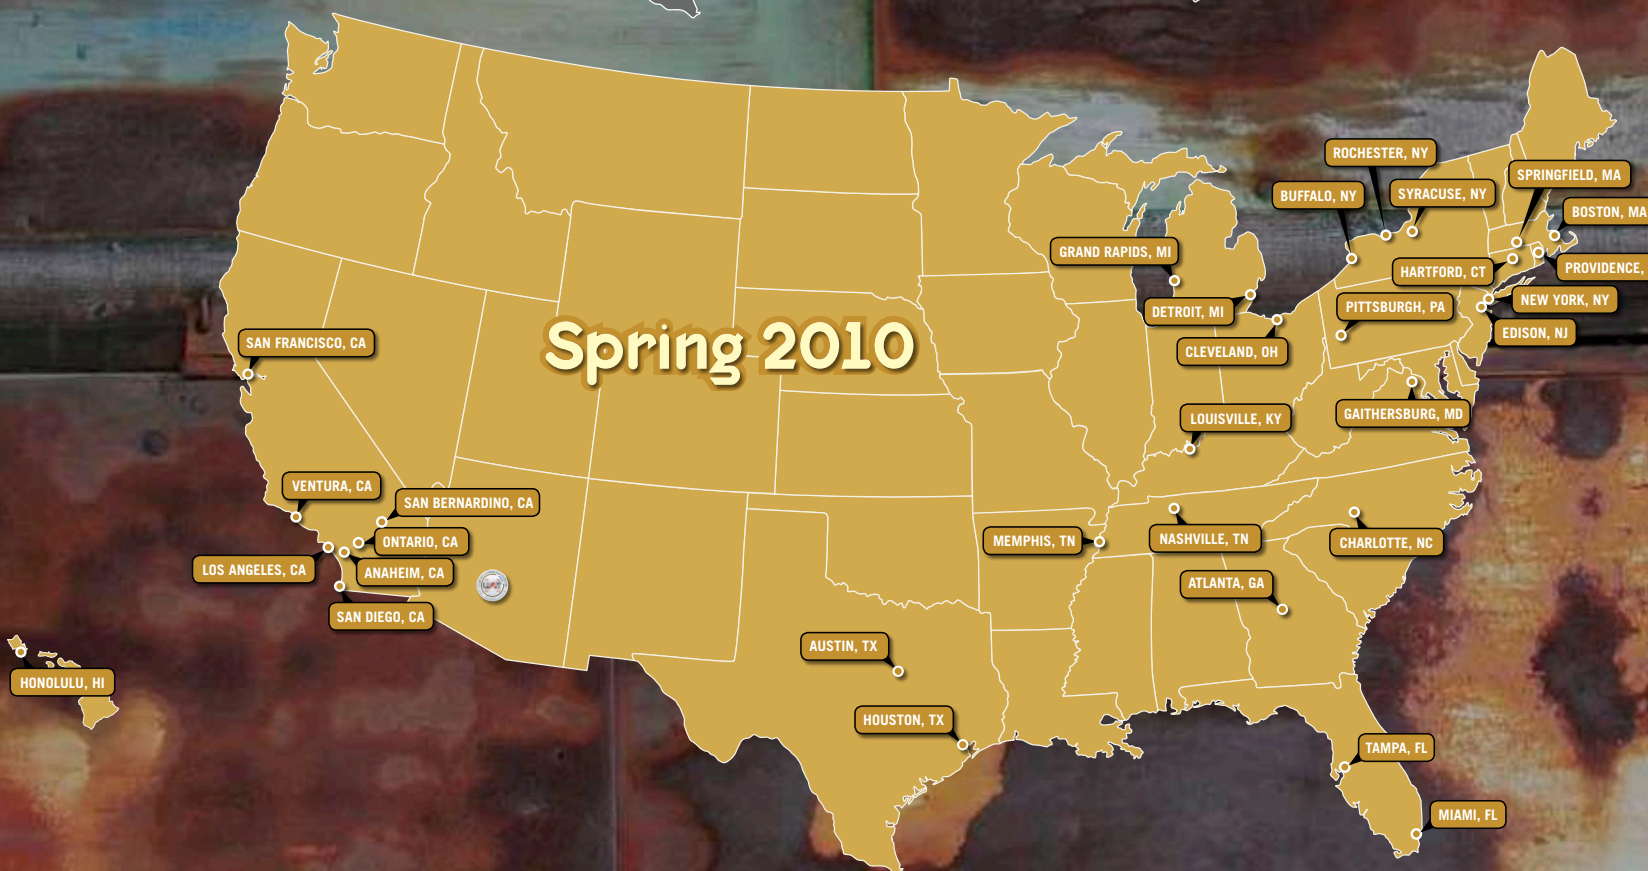 ROCHESTER, NY
SPRINGFIELD, MA
BUFFALO, NY
SYRACUSE, NY
BOSTON, MA
GRAND RAPIDS, MI
HARTFORD, CT
PROVIDENCE,
DETROIT, MI
PITTSBURGH, PA
NEW YORK, NY
EDISON, NJ
SAN FRANCISCO, CA
Spring 2010
CLEVELAND, OH
LOUISVILLE, KY
GAITHERSBURG, MD
VENTURA, CA
SAN BERNARDINO, CA
ONTARIO, CA
MEMPHIS, TN
NASHVILLE, TN
CHARLOTTE, NC
LOS ANGELES, CA
ANAHEIM, CA
ATLANTA, GA
SAN DIEGO, CA
AUSTIN, TX
HONOLULU, HI
HOUSTON, TX
TAMPA, FL
MIAMI, FL